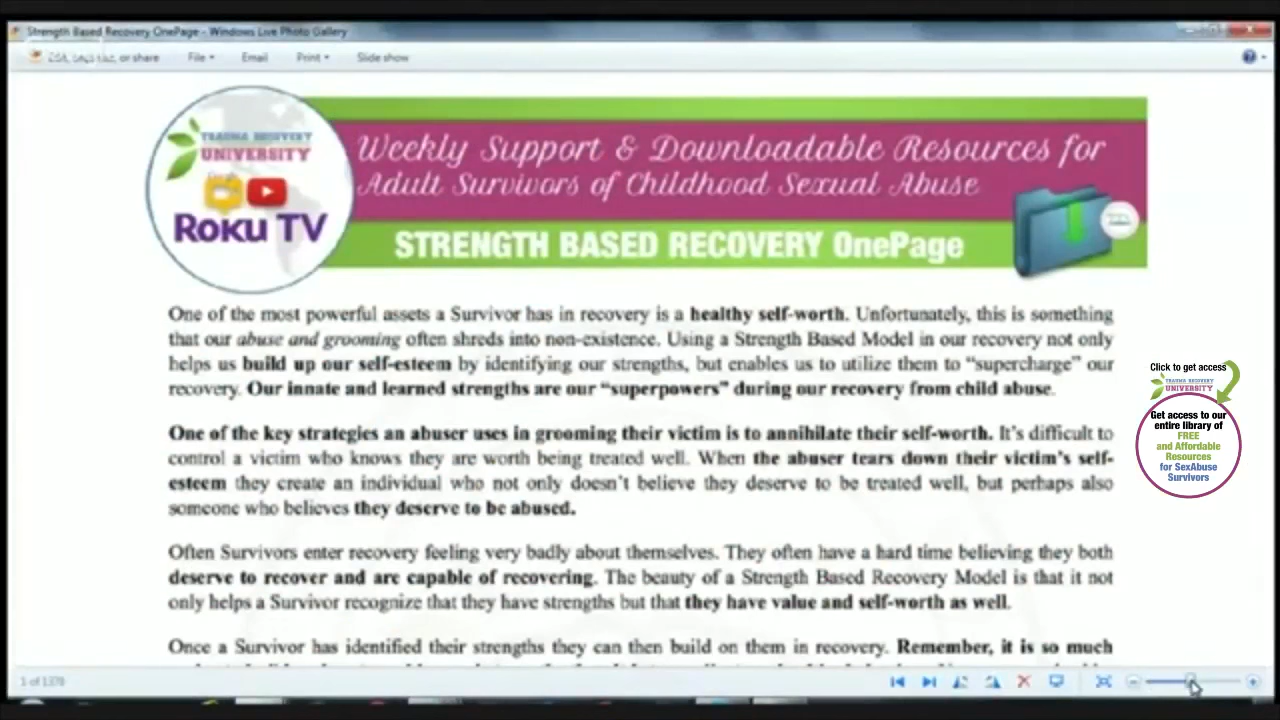 Strength Based Recovery OnePage - Windows Live Photo Gallery
or share File Email Print Slide show
TRAUMA RECOVERY
UNIVERSITY
ROKU TV
Weekly Support & Downloadable Resources for
Adult Survivors of Childhood Sexual Abuse
STRENGTH BASED RECOVERY OnePage
One of the most powerful assets a Survivor has in recovery is a healthy self-worth. Unfortunately, this is something
that our abuse and grooming often shreds into non-existence. Using a Strength Based Model in our recovery not only
helps us build up our self-esteem by identifying our strengths, but enables us to utilize them to “supercharge” our
recovery. Our innate and learned strengths are our “superpowers” during our recovery from child abuse.
One of the key strategies an abuser uses in grooming their victim is to annihilate their self-worth. It's difficult to
control a victim who knows they are worth being treated well. When the abuser tears down their victim's self-
esteem they create an individual who not only doesn't believe they deserve to be treated well, but perhaps also
someone who believes they deserve to be abused.
Often Survivors enter recovery feeling very badly about themselves. They often have a hard time believing they both
deserve to recover and are capable of recovering. The beauty of a Strength Based Recovery Model is that it not
only helps a Survivor recognize that they have strengths but that they have value and self-worth as well.
Once a Survivor has identified their strengths they can then build on them in recovery. Remember, it is so much
Click to get access
TRAUMA RECOVERY
UNIVERSITY
Get access to our
entire library of
FREE
and Affordable
Resources
for SexAbuse
Survivors
1 of 1378